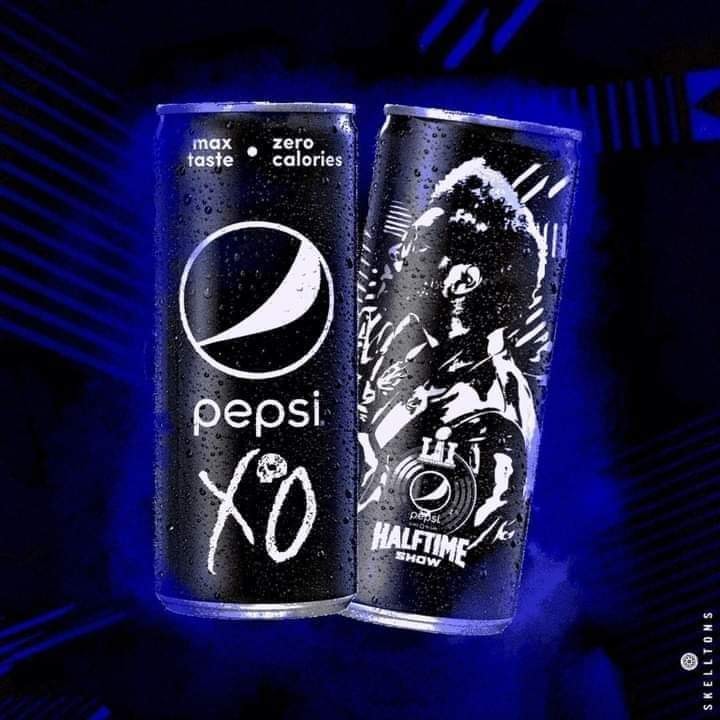 max taste • zero calories
pepsi
XO
LI
pepsi
HALFTIME
SHOW
SKELLTONS